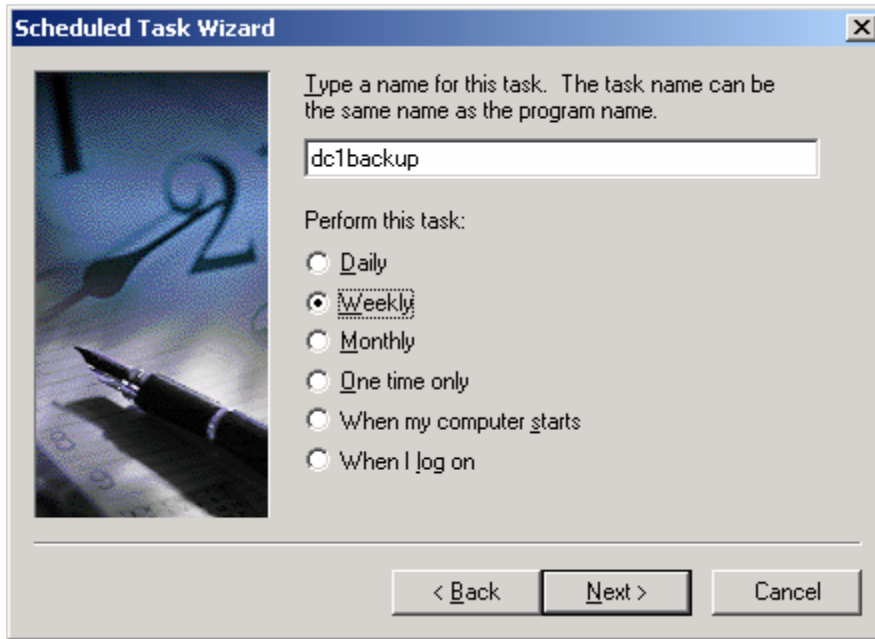 Scheduled Task Wizard
Type a name for this task. The task name can be
the same name as the program name.
dc1backup
Perform this task:
Daily
Weekly
Monthly
One time only
When my computer starts
When I log on
< Back
Next >
Cancel